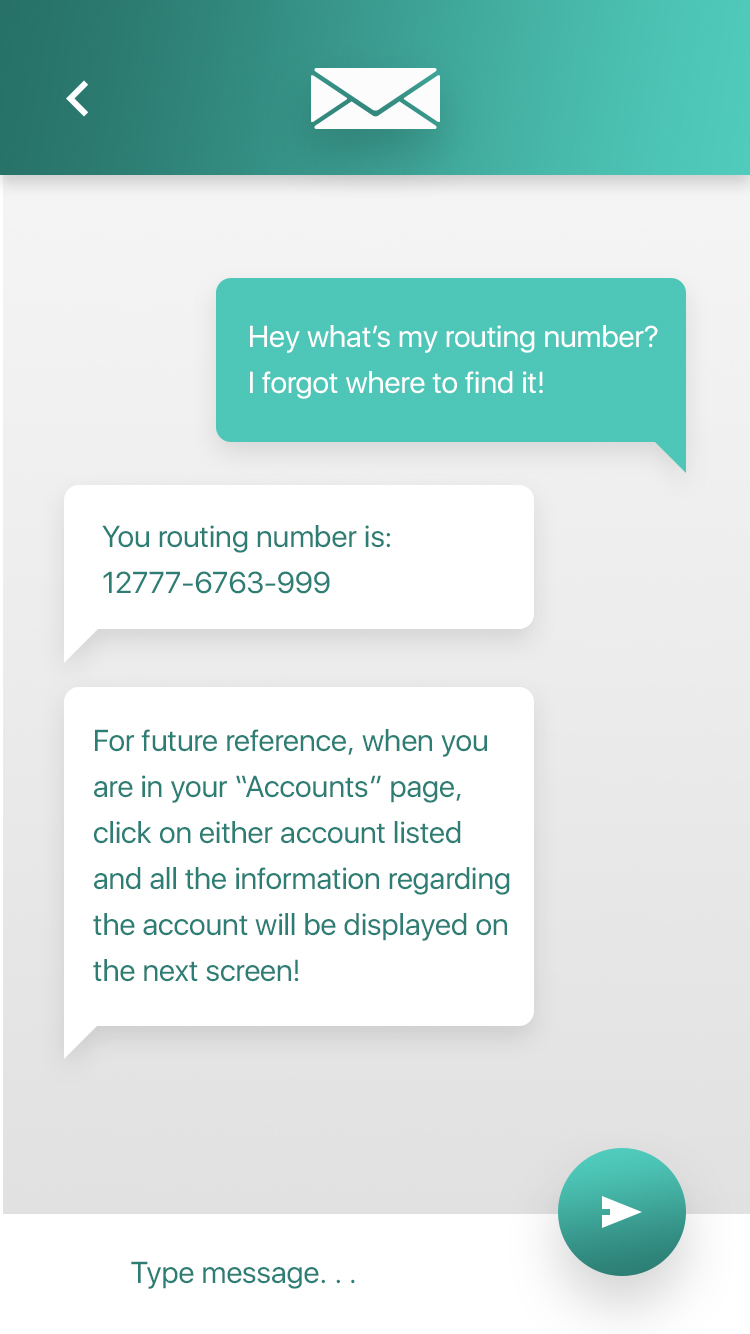 Hey what’s my routing number?
I forgot where to find it!
You routing number is:
12777-6763-999
For future reference, when you
are in your “Accounts” page,
click on either account listed
and all the information regarding
the account will be displayed on
the next screen!
Type message. . .